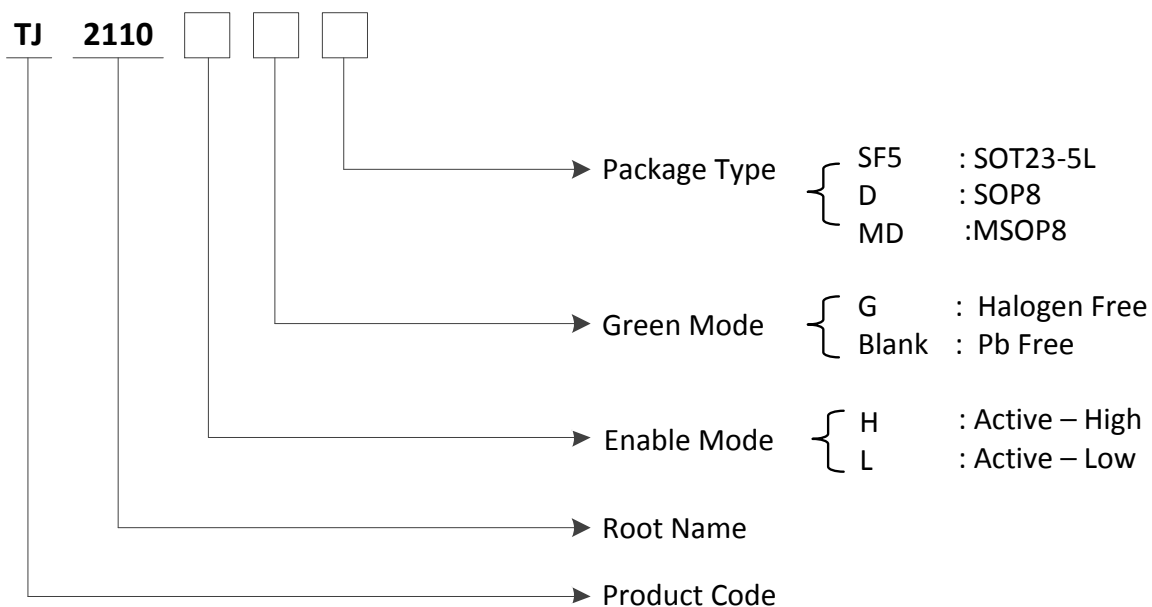 TJ 2110
Package Type
SF5 : SOT23-5L
D : SOP8
MD :MSOP8
Green Mode
G : Halogen Free
Blank : Pb Free
Enable Mode
H : Active – High
L : Active – Low
Root Name
Product Code